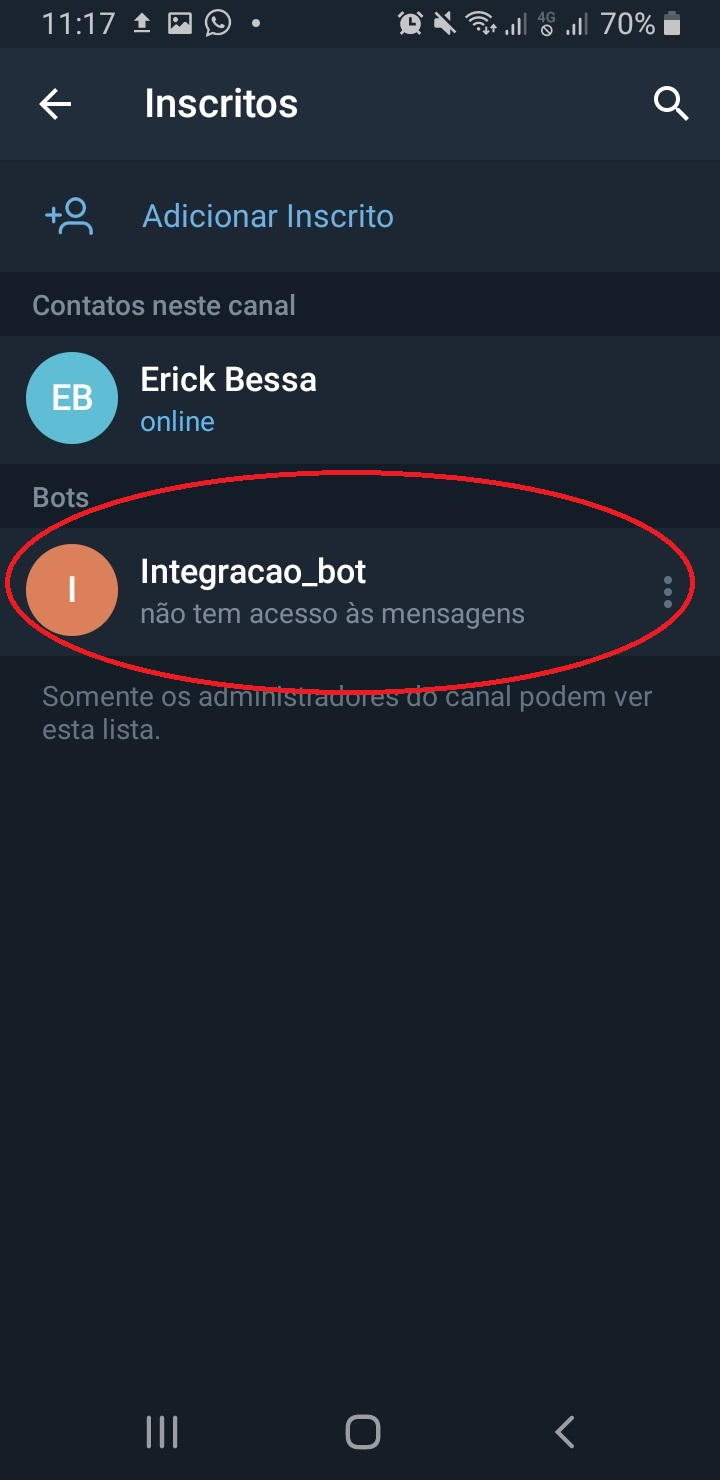 11:17
4G
70%
Inscritos
Adicionar Inscrito
Contatos neste canal
EB
Erick Bessa
online
Bots
I
Integracao_bot
não tem acesso às mensagens
Somente os administradores do canal podem ver
esta lista.